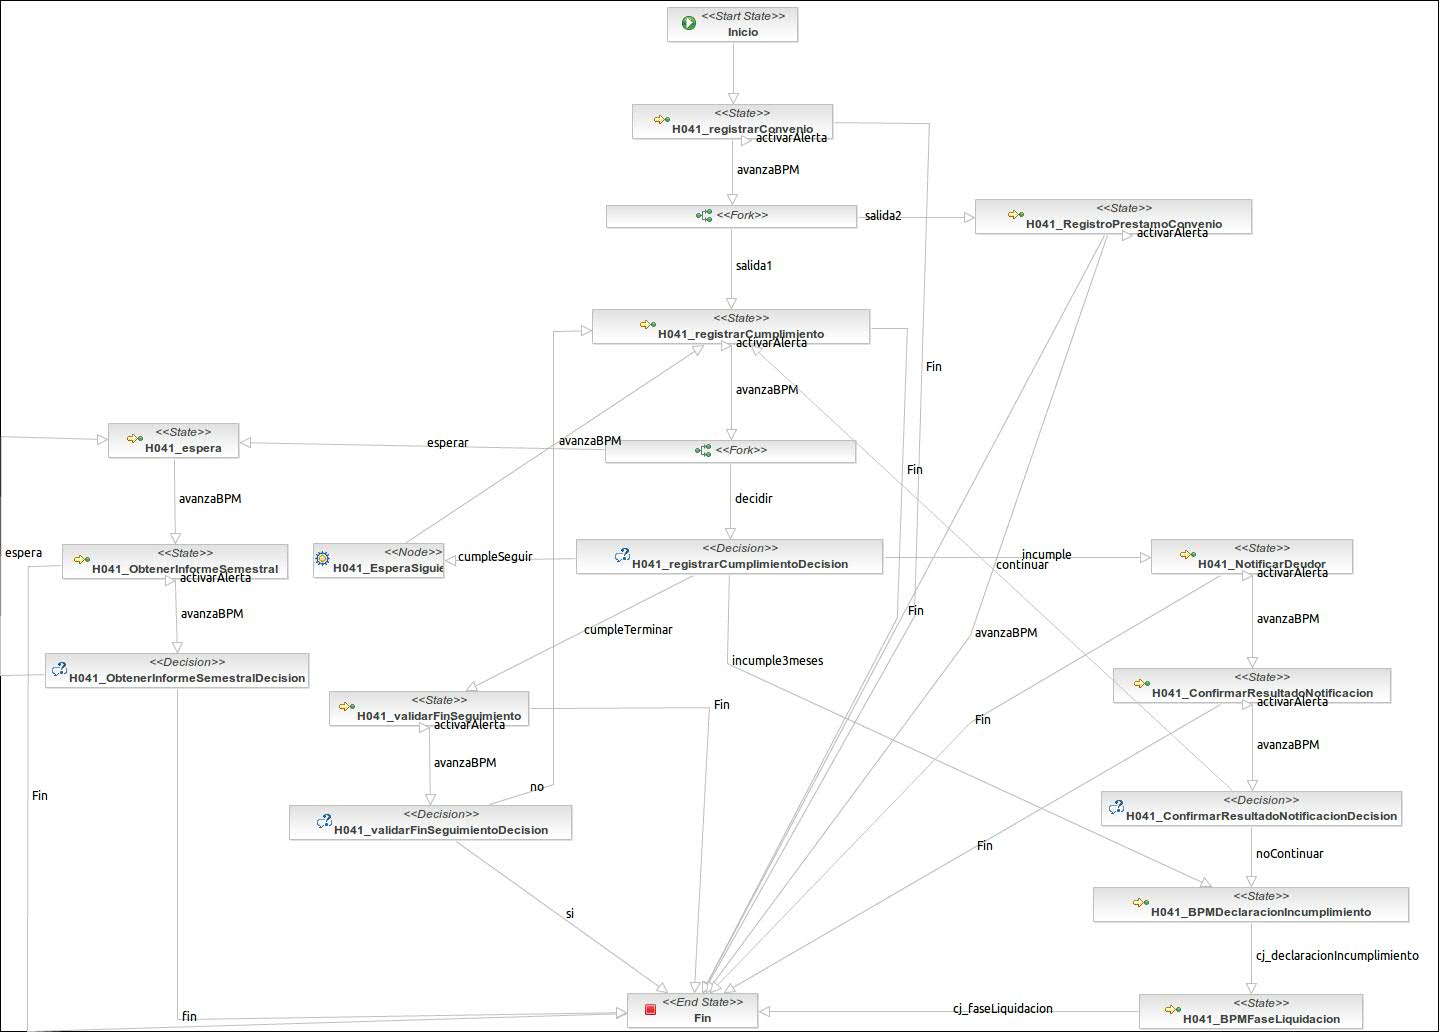 <<Start State>>
Inicio
<<State>>
H041_registrarConvenio
activarAlerta
avanzaBPM
<<Fork>>
salida2
<<State>>
H041_RegistroPrestamoConvenio
activarAlerta
salida1
<<State>>
H041_registrarCumplimiento
activarAlerta
Fin
avanzaBPM
<<State>>
H041_espera
esperar
avanzaBPM
<<Fork>>
Fin
avanzaBPM
decidir
espera
<<State>>
H041_ObtenerInformeSemestral
activarAlerta
<<Node>>
H041_EsperaSiguie
cumpleSeguir
<<Decision>>
H041_registrarCumplimientoDecision
incumple
continuar
<<State>>
H041_NotificarDeudor
activarAlerta
avanzaBPM
Fin
avanzaBPM
cumpleTerminar
avanzaBPM
incumple3meses
<<Decision>>
H041_ObtenerInformeSemestralDecision
<<State>>
H041_ConfirmarResultadoNotificacion
activarAlerta
<<State>>
H041_validarFinSeguimiento
activarAlerta
Fin
Fin
avanzaBPM
avanzaBPM
no
Fin
<<Decision>>
H041_validarFinSeguimientoDecision
<<Decision>>
H041_ConfirmarResultadoNotificacionDecision
Fin
noContinuar
<<State>>
H041_BPMDeclaracionIncumplimiento
si
cj_declaracionIncumplimiento
fin
<<End State>>
Fin
cj_faseLiquidacion
<<State>>
H041_BPMFaseLiquidacion